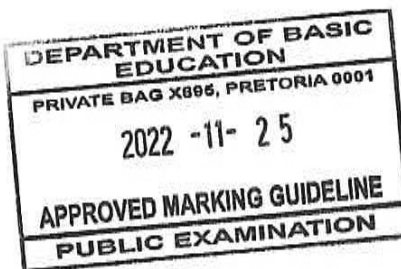 DEPARTMENT OF BASIC
EDUCATION
PRIVATE BAG X895, PRETORIA 0001
2022 -11- 25
APPROVED MARKING GUIDELINE
PUBLIC EXAMINATION